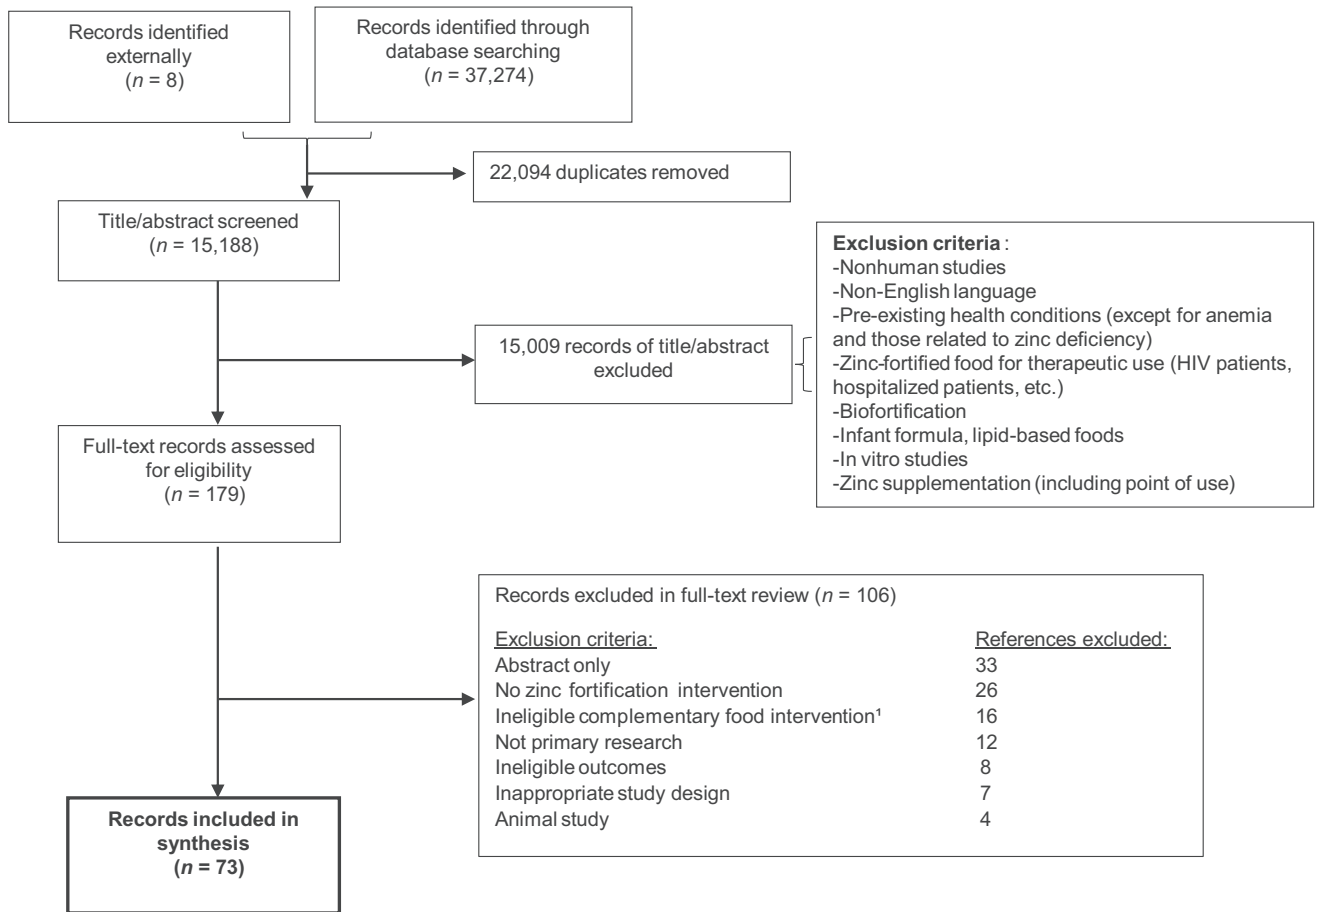 Records identified
externally
(n = 8)
Records identified through
database searching
(n = 37,274)
22,094 duplicates removed
Title/abstract screened
(n = 15,188)
Exclusion criteria :
-Nonhuman studies
-Non-English language
-Pre-existing health conditions (except for anemia
and those related to zinc deficiency)
-Zinc-fortified food for therapeutic use (HIV patients,
hospitalized patients, etc.)
-Biofortification
-Infant formula, lipid-based foods
-In vitro studies
-Zinc supplementation (including point of use)
15,009 records of title/abstract
excluded
Full-text records assessed
for eligibility
(n = 179)
Records excluded in full-text review (n = 106)
Exclusion criteria: References excluded:
Abstract only 33
No zinc fortification intervention 26
Ineligible complementary food intervention¹ 16
Not primary research 12
Ineligible outcomes 8
Inappropriate study design 7
Animal study 4
Records included in
synthesis
(n = 73)